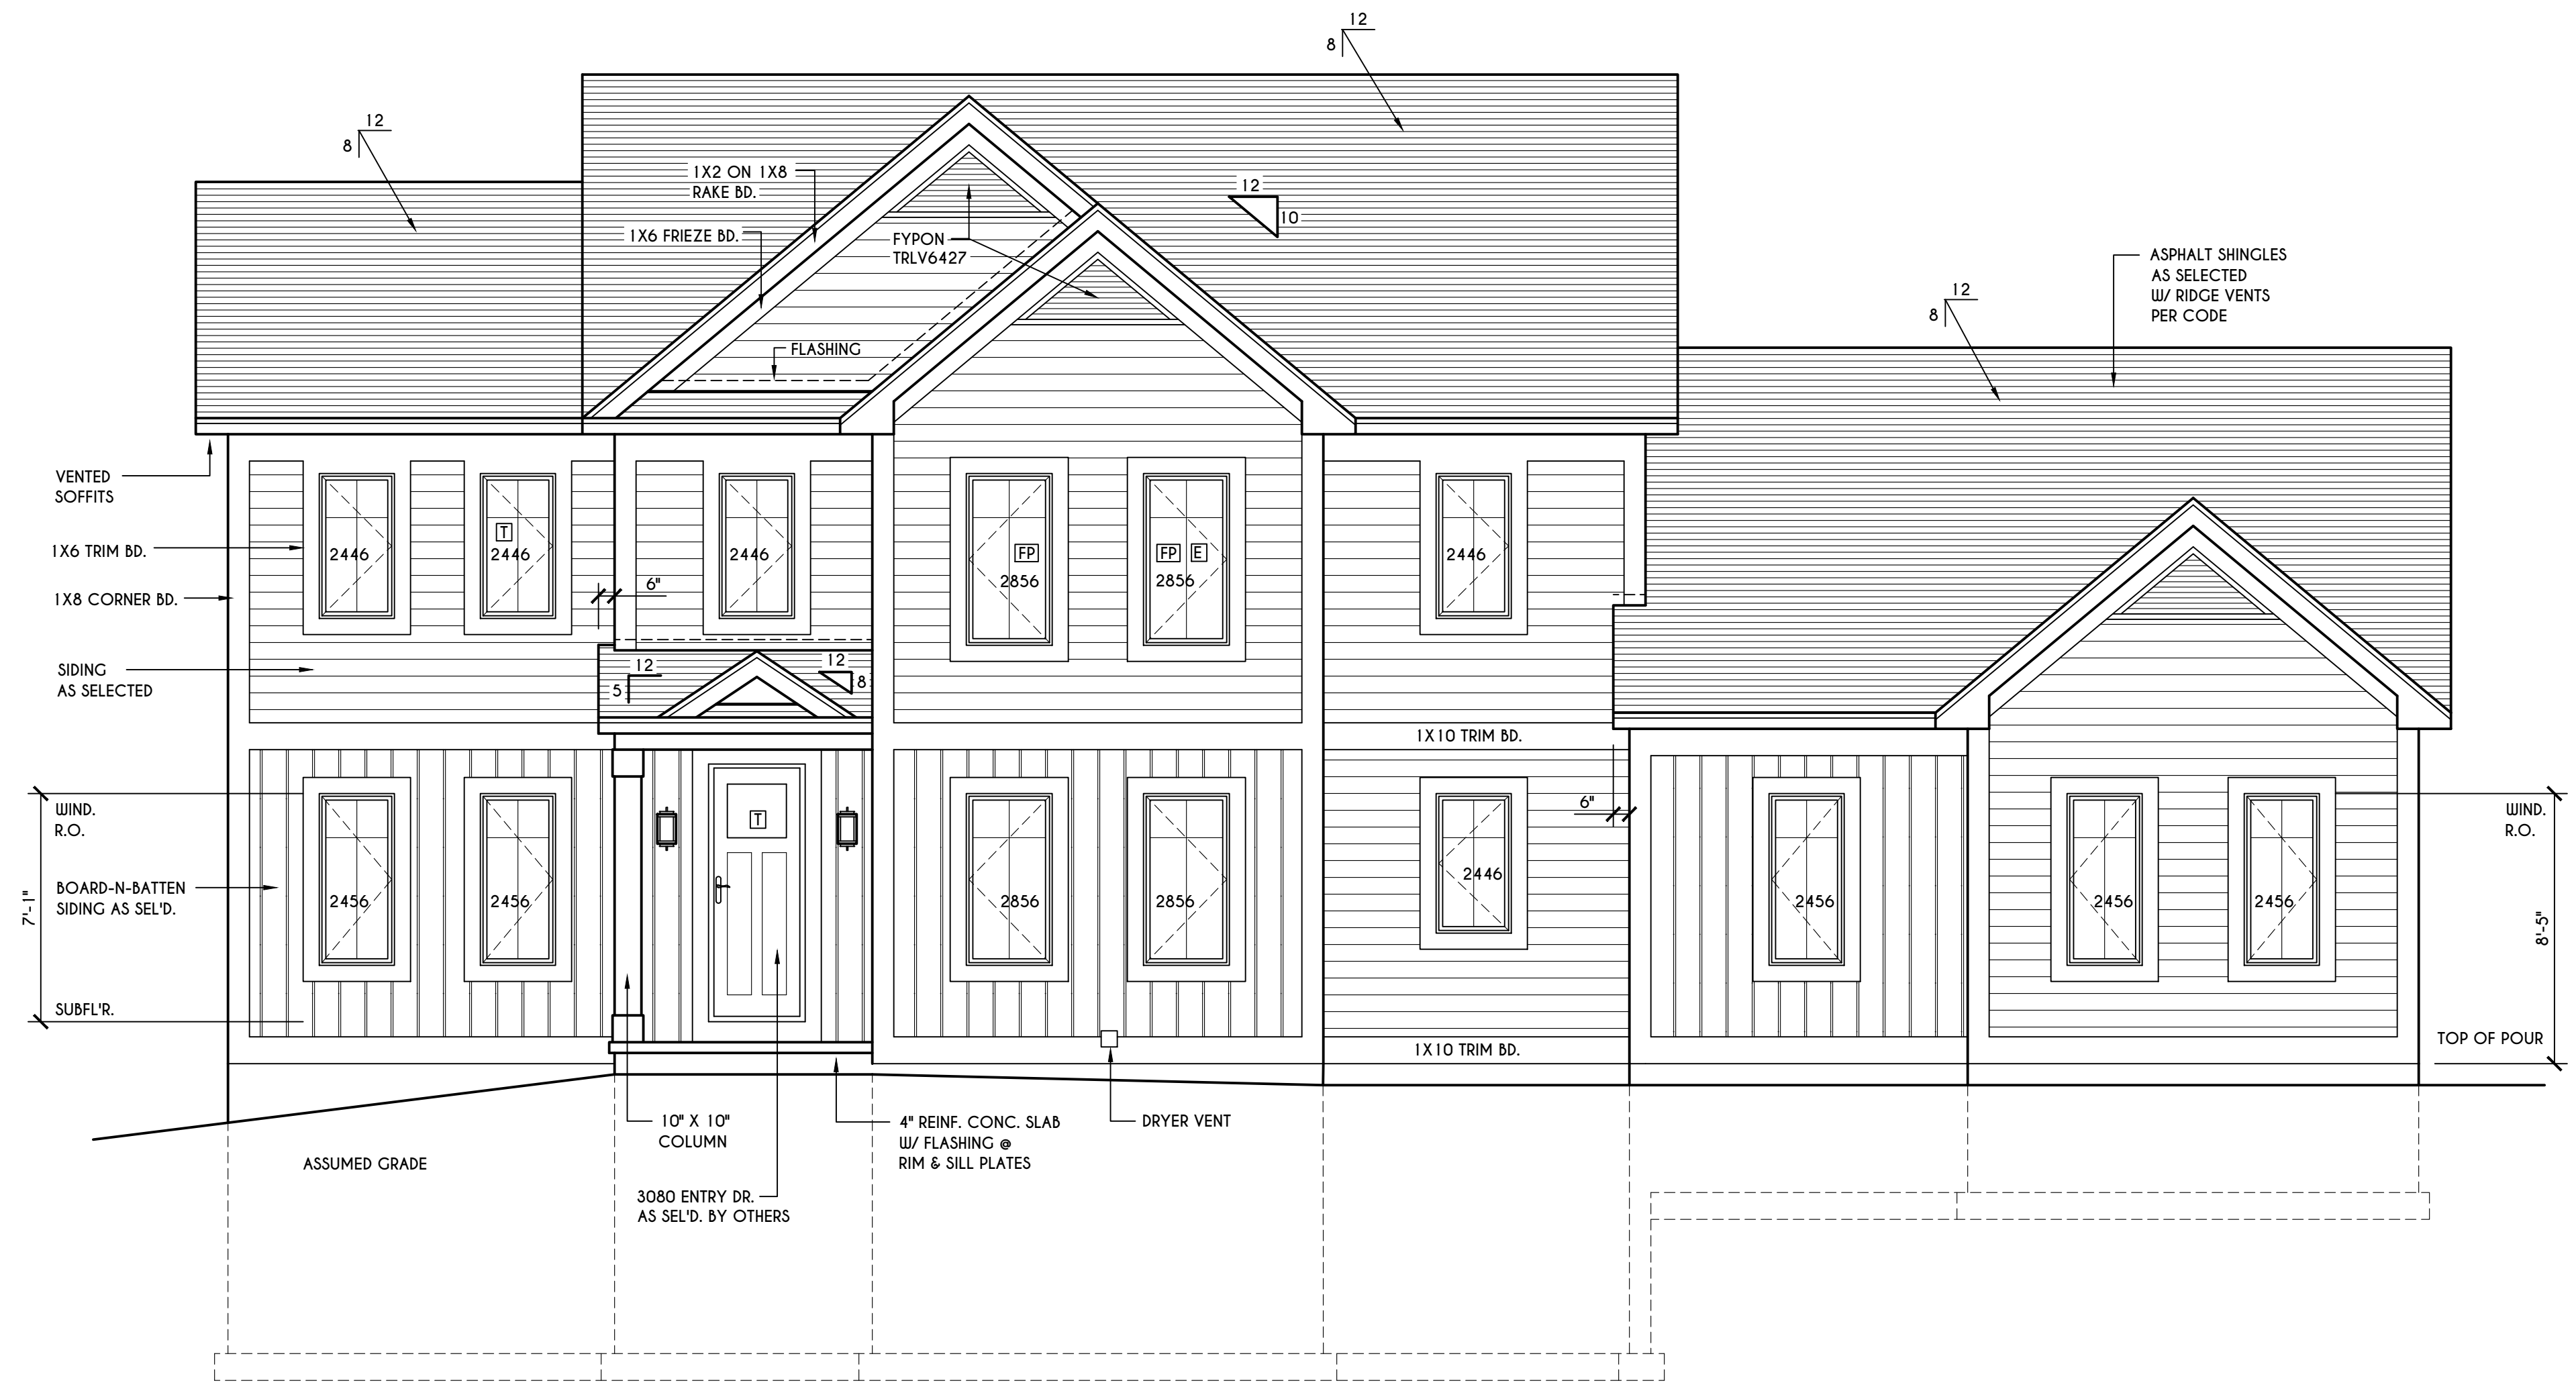 12
8
12
8
1X2 ON 1X8
RAKE BD.
12
10
1X6 FRIEZE BD.
FYPON
TRLV6427
ASPHALT SHINGLES
AS SELECTED
W/ RIDGE VENTS
PER CODE
12
8
FLASHING
VENTED
SOFFITS
T
1X6 TRIM BD.
2446
2446
2446
FP
2856
FP
E
2856
2446
6"
1X8 CORNER BD.
SIDING
AS SELECTED
12
5
12
8
1X10 TRIM BD.
WIND.
R.O.
7'-1"
T
6"
WIND.
R.O.
8'-5"
BOARD-N-BATTEN
SIDING AS SEL'D.
2456
2456
2856
2856
2446
2456
2456
2456
SUBFL'R.
1X10 TRIM BD.
TOP OF POUR
10" X 10"
COLUMN
4" REINF. CONC. SLAB
W/ FLASHING @
RIM & SILL PLATES
DRYER VENT
ASSUMED GRADE
3080 ENTRY DR.
AS SEL'D. BY OTHERS